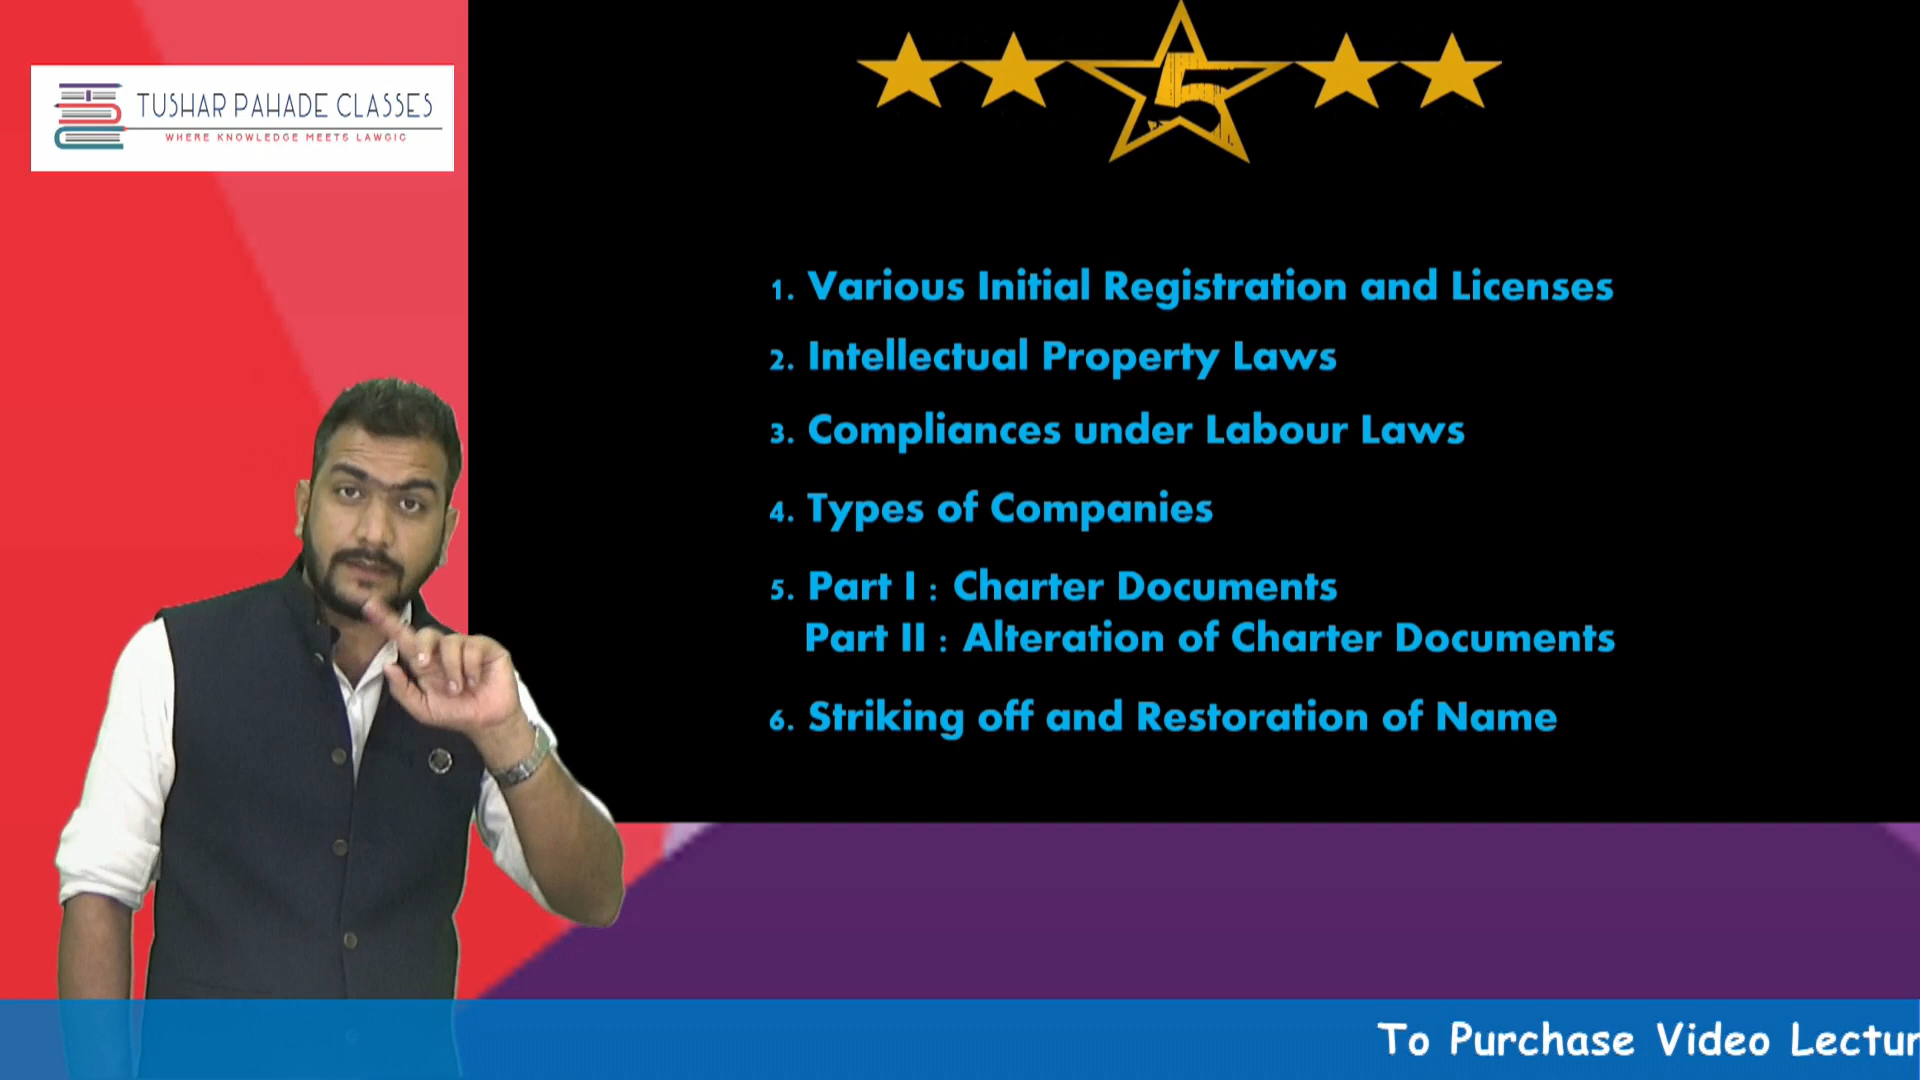 TUSHAR PAHADE CLASSES
WHERE KNOWLEDGE MEETS LAWGIC
5
1. Various Initial Registration and Licenses
2. Intellectual Property Laws
3. Compliances under Labour Laws
4. Types of Companies
5. Part I : Charter Documents
Part II : Alteration of Charter Documents
6. Striking off and Restoration of Name
To Purchase Video Lectur